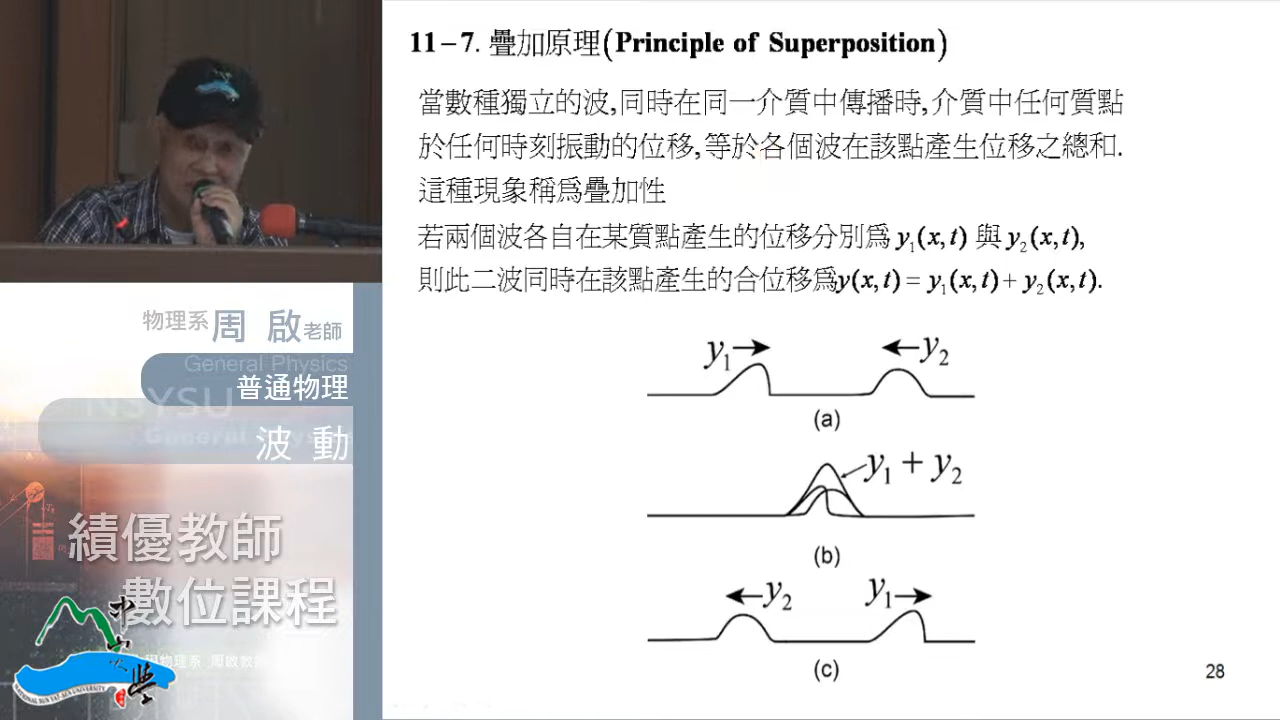 11-7. 疊加原理(Principle of Superposition)
當數種獨立的波,同時在同一介質中傳播時,介質中任何質點
於任何時刻振動的位移,等於各個波在該點產生位移之總和.
這種現象稱爲疊加性
若兩個波各自在某質點產生的位移分別爲 y₁(x,t) 與 y₂(x,t),
則此二波同時在該點產生的合位移爲y(x,t) = y₁(x,t) + y₂(x,t).
y₁
y₂
(a)
y₁ + y₂
(b)
y₂
y₁
(c)
28
物理系 周 啟 老師
General Physics
普通物理
NSYSU
波 動
績優教師
數位課程
NATIONAL SUN YAT-SEN UNIVERSITY